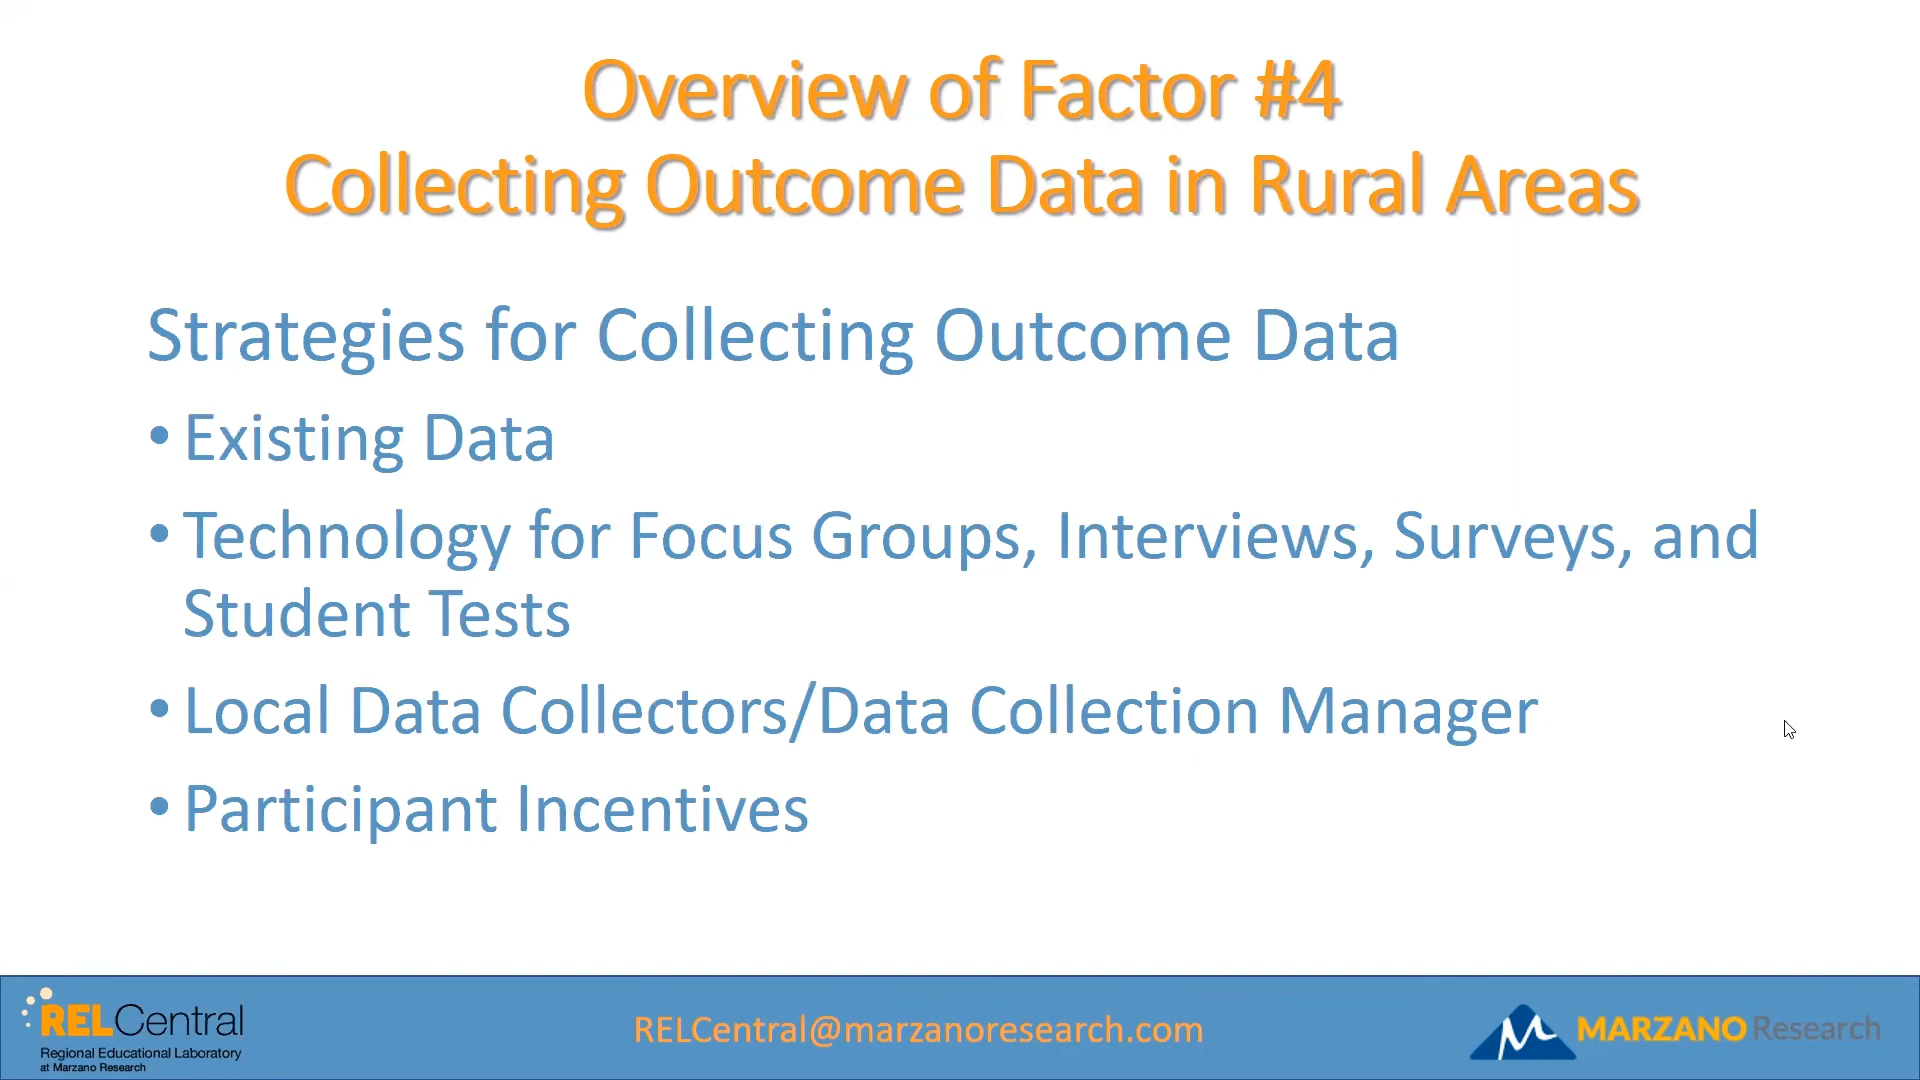 Overview of Factor #4
Collecting Outcome Data in Rural Areas
Strategies for Collecting Outcome Data
• Existing Data
• Technology for Focus Groups, Interviews, Surveys, and
Student Tests
• Local Data Collectors/Data Collection Manager
• Participant Incentives
RELCentral
Regional Educational Laboratory
at Marzano Research
RELCentral@marzanoresearch.com
MARZANO Research